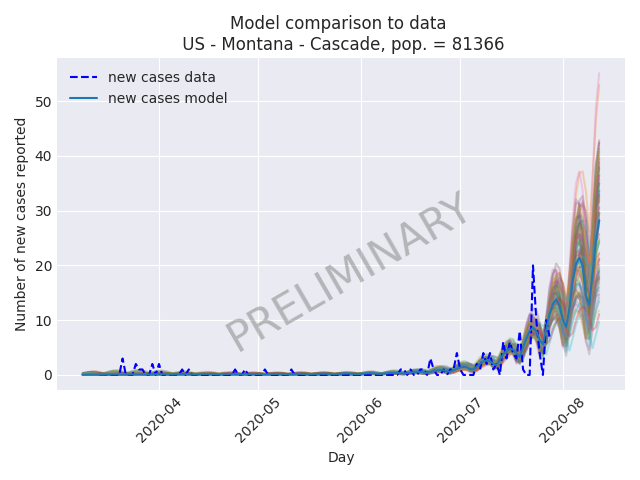 Model comparison to data
US - Montana - Cascade, pop. = 81366
new cases data
new cases model
Number of new cases reported
50
40
30
20
10
0
PRELIMINARY
2020-04
2020-05
2020-06
2020-07
2020-08
Day